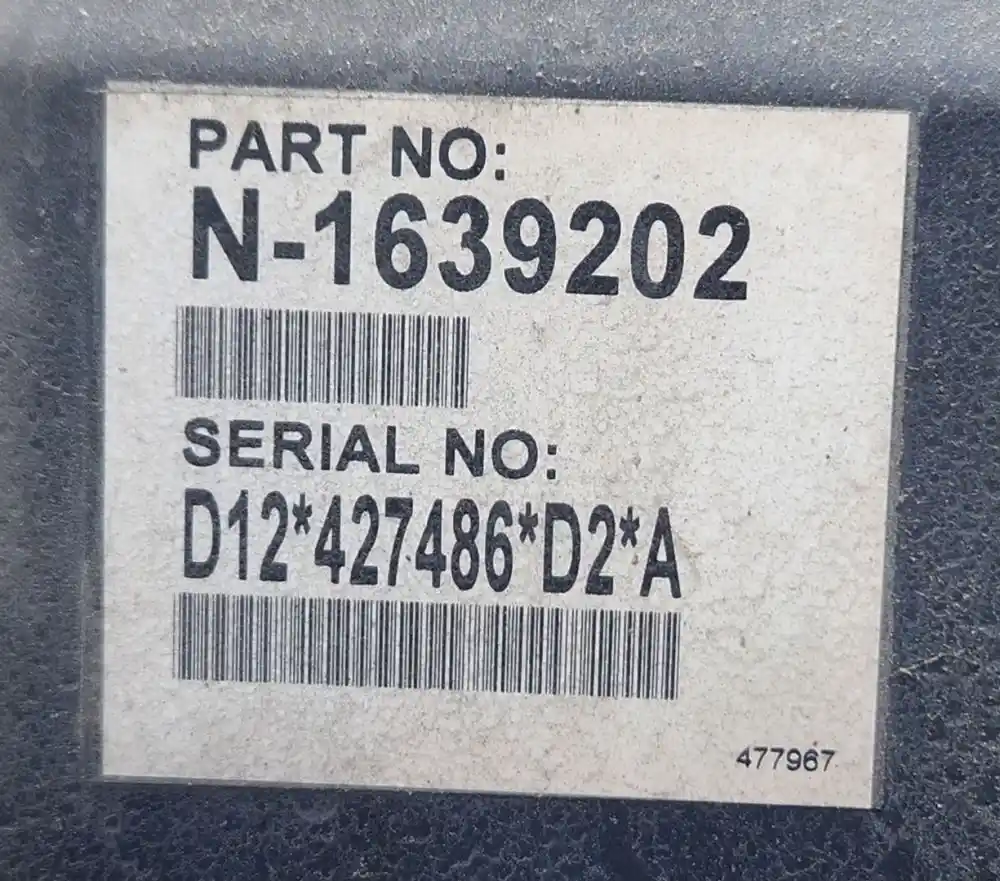 PART NO:
N-1639202
SERIAL NO:
D12*427486*D2*A
477967